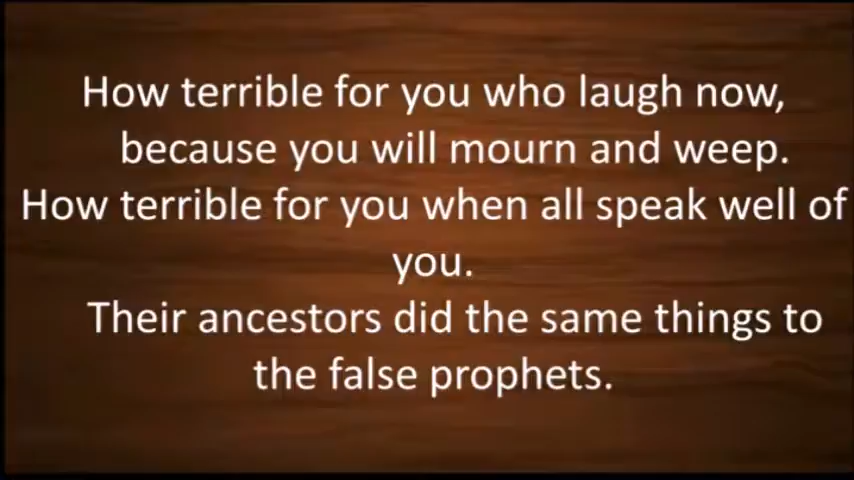 How terrible for you who laugh now,
because you will mourn and weep.
How terrible for you when all speak well of
you.
Their ancestors did the same things to
the false prophets.